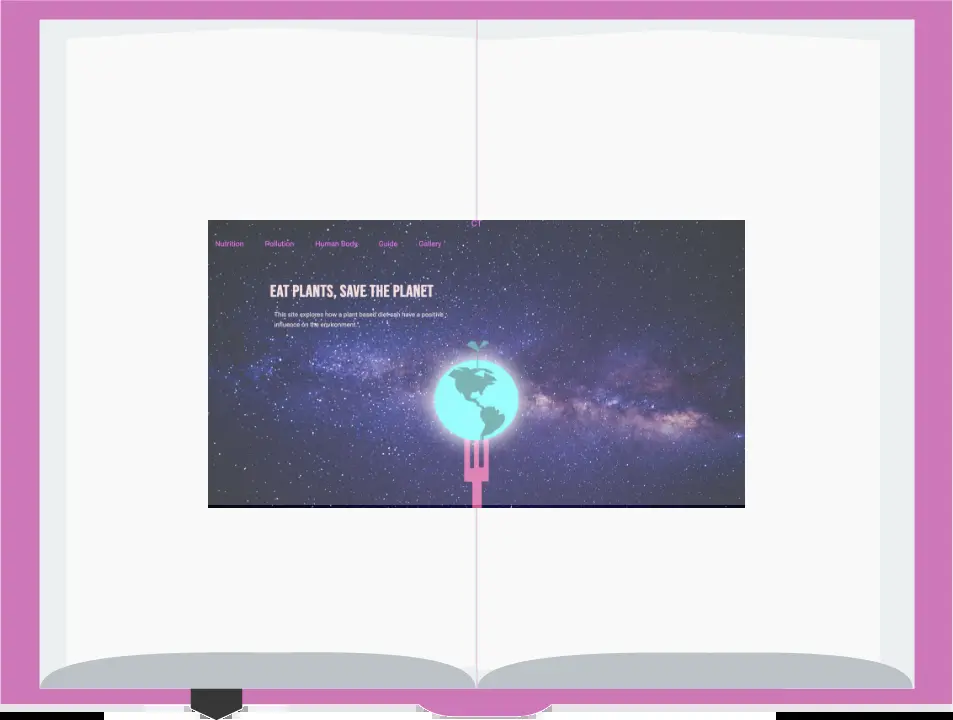 CT
Nutrition Pollution Human Body Guide Gallery
EAT PLANTS, SAVE THE PLANET
This site explores how a plant based diet can have a positive
influence on the environment.